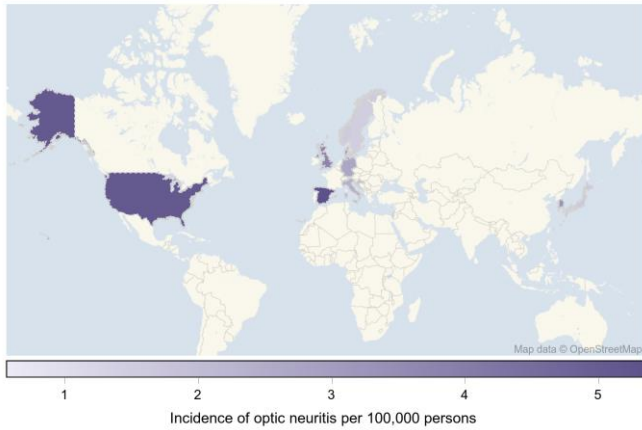 Map data © OpenStreetMap
1 2 3 4 5
Incidence of optic neuritis per 100,000 persons